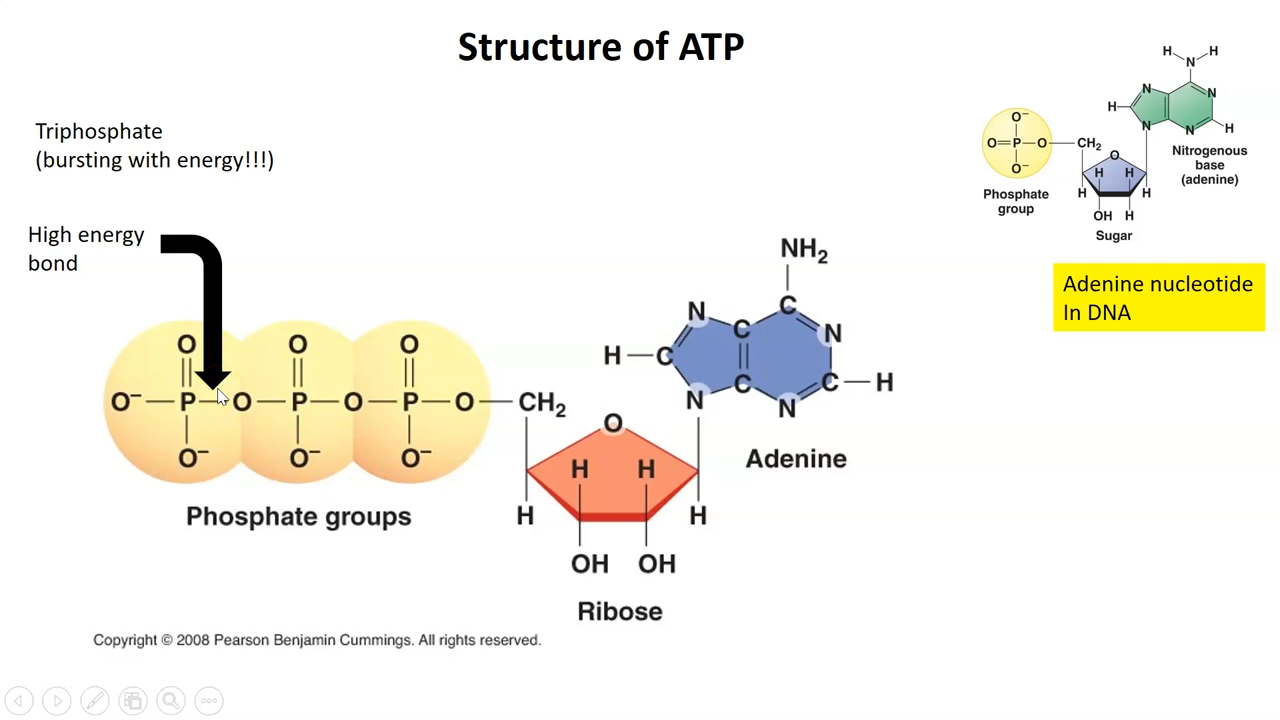 Structure of ATP
Triphosphate
(bursting with energy!!!)
High energy
bond
O⁻ P O P O P O CH₂
O O O
O⁻ O⁻ O⁻
Phosphate groups
O
H H
H H
OH OH
Ribose
NH₂
N C C N
H C C C H
N N
Adenine
Copyright © 2008 Pearson Benjamin Cummings. All rights reserved.
H H
N
N N
H
N N H
O⁻
O=P O CH₂
O⁻
O
H H
H H
OH H
Phosphate
group
Sugar
Nitrogenous
base
(adenine)
Adenine nucleotide
In DNA